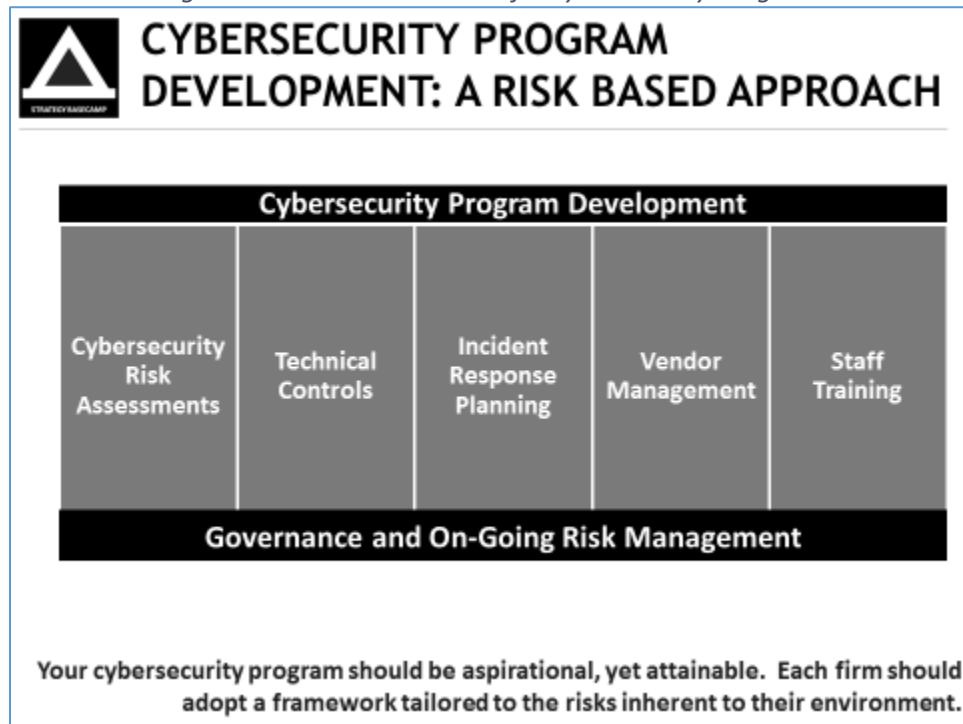 STRATEGY BASECAMP
CYBERSECURITY PROGRAM
DEVELOPMENT: A RISK BASED APPROACH
Cybersecurity Program Development
Cybersecurity
Risk
Assessments
Technical
Controls
Incident
Response
Planning
Vendor
Management
Staff
Training
Governance and On-Going Risk Management
Your cybersecurity program should be aspirational, yet attainable.  Each firm should
adopt a framework tailored to the risks inherent to their environment.